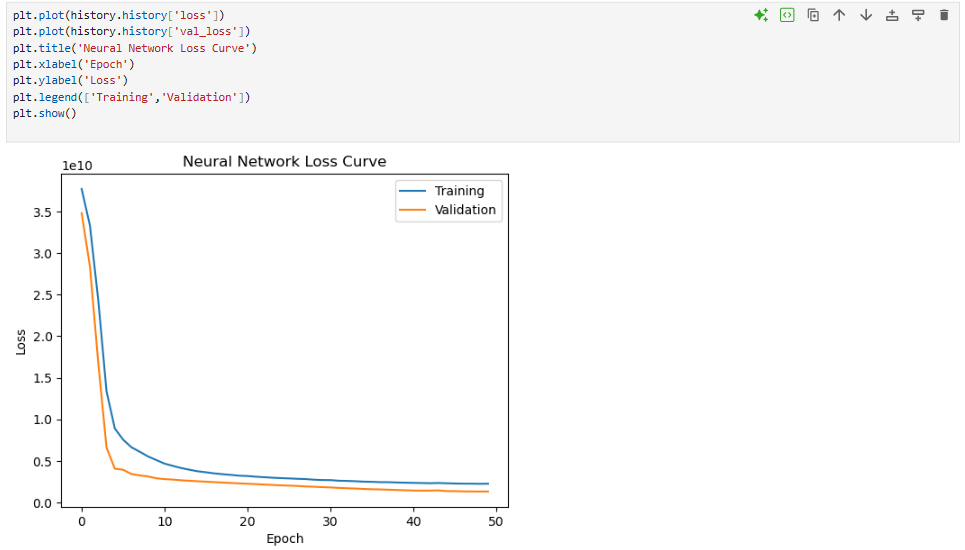 plt.plot(history.history['loss'])
plt.plot(history.history['val_loss'])
plt.title('Neural Network Loss Curve')
plt.xlabel('Epoch')
plt.ylabel('Loss')
plt.legend(['Training','Validation'])
plt.show()
Neural Network Loss Curve
1e10
Training
Validation
3.5
3.0
2.5
2.0
1.5
1.0
0.5
0.0
Loss
0 10 20 30 40 50
Epoch